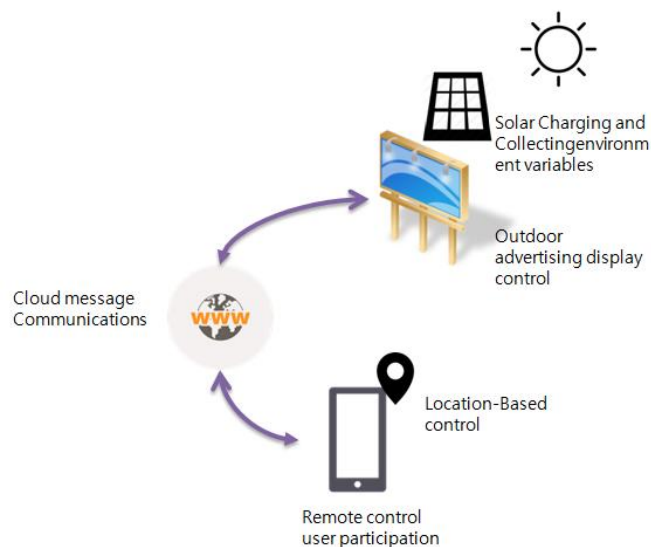 Solar Charging and
Collectingenvironm
ent variables
Outdoor
advertising display
control
Cloud message
Communications
www
Location-Based
control
Remote control
user participation